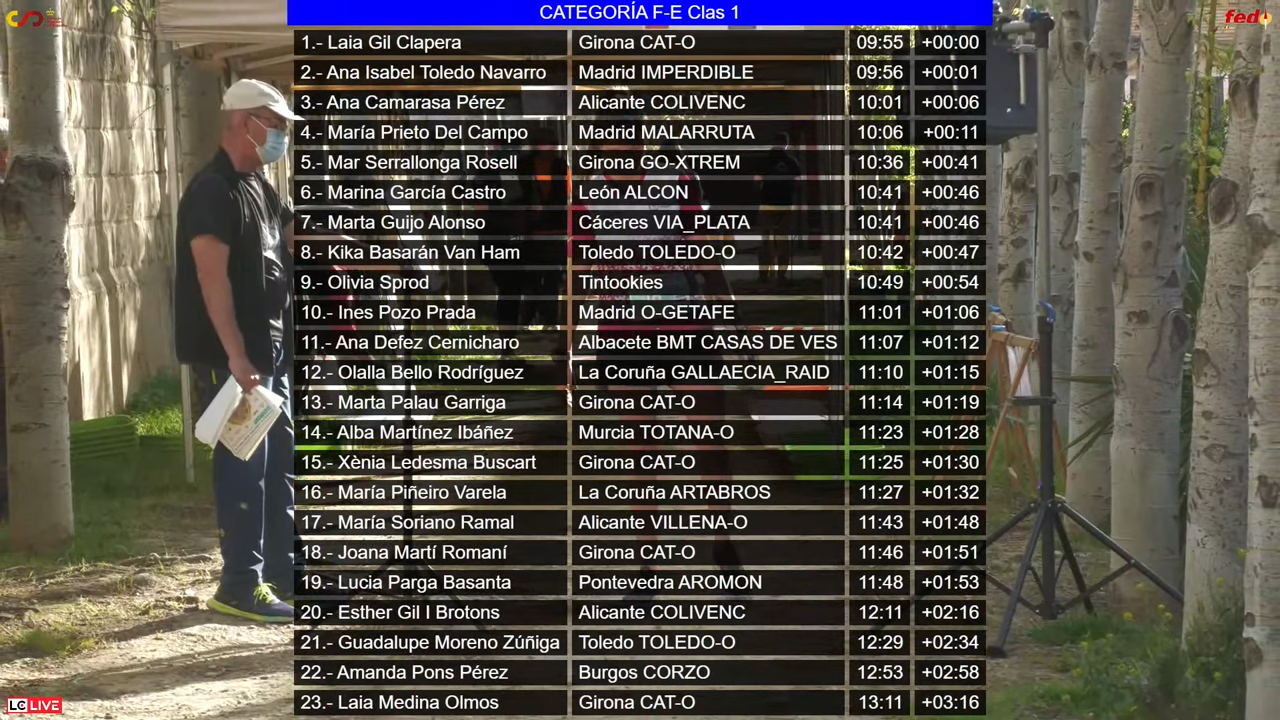 CATEGORÍA F-E Clas 1
fedo
1.- Laia Gil Clapera Girona CAT-O 09:55 +00:00
2.- Ana Isabel Toledo Navarro Madrid IMPERDIBLE 09:56 +00:01
3.- Ana Camarasa Pérez Alicante COLIVENC 10:01 +00:06
4.- María Prieto Del Campo Madrid MALARRUTA 10:06 +00:11
5.- Mar Serrallonga Rosell Girona GO-XTREM 10:36 +00:41
6.- Marina García Castro León ALCON 10:41 +00:46
7.- Marta Guijo Alonso Cáceres VIA_PLATA 10:41 +00:46
8.- Kika Basarán Van Ham Toledo TOLEDO-O 10:42 +00:47
9.- Olivia Sprod Tintookies 10:49 +00:54
10.- Ines Pozo Prada Madrid O-GETAFE 11:01 +01:06
11.- Ana Defez Cernicharo Albacete BMT CASAS DE VES 11:07 +01:12
12.- Olalla Bello Rodríguez La Coruña GALLAECIA_RAID 11:10 +01:15
13.- Marta Palau Garriga Girona CAT-O 11:14 +01:19
14.- Alba Martínez Ibáñez Murcia TOTANA-O 11:23 +01:28
15.- Xènia Ledesma Buscart Girona CAT-O 11:25 +01:30
16.- María Piñeiro Varela La Coruña ARTABROS 11:27 +01:32
17.- María Soriano Ramal Alicante VILLENA-O 11:43 +01:48
18.- Joana Martí Romaní Girona CAT-O 11:46 +01:51
19.- Lucia Parga Basanta Pontevedra AROMON 11:48 +01:53
20.- Esther Gil I Brotons Alicante COLIVENC 12:11 +02:16
21.- Guadalupe Moreno Zúñiga Toledo TOLEDO-O 12:29 +02:34
22.- Amanda Pons Pérez Burgos CORZO 12:53 +02:58
23.- Laia Medina Olmos Girona CAT-O 13:11 +03:16
LG LIVE